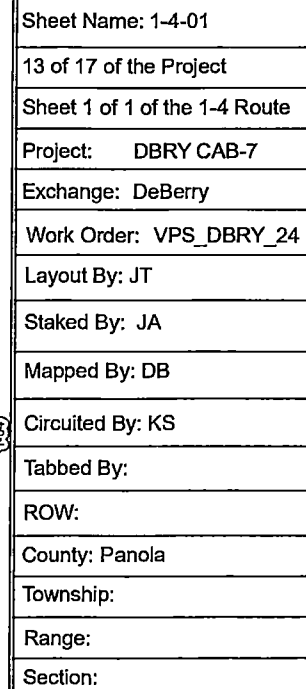 Sheet Name: 1-4-01
13 of 17 of the Project
Sheet 1 of 1 of the 1-4 Route
Project: DBRY CAB-7
Exchange: DeBerry
Work Order: VPS_DBRY_24
Layout By: JT
Staked By: JA
Mapped By: DB
Circuited By: KS
Tabbed By:
ROW:
County: Panola
Township:
Range:
Section: